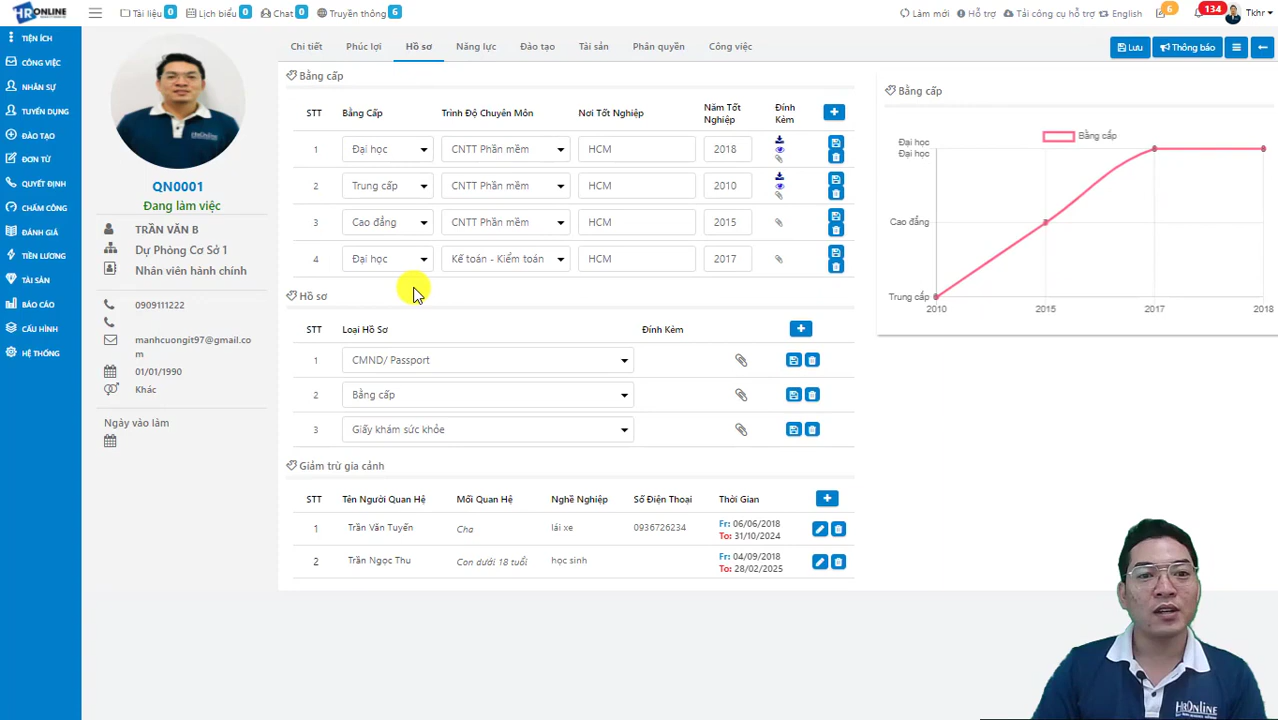 HRONLINE
Tài liệu 0
Lịch biểu 0
Chat 0
Truyền thông 6
Làm mới
Hỗ trợ
Tải công cụ hỗ trợ
English
6
134
Tkhr
TIỆN ÍCH
CÔNG VIỆC
NHÂN SỰ
TUYỂN DỤNG
ĐÀO TẠO
ĐƠN TỪ
QUYẾT ĐỊNH
CHẤM CÔNG
ĐÁNH GIÁ
TIỀN LƯƠNG
TÀI SẢN
BÁO CÁO
CẤU HÌNH
HỆ THỐNG
QN0001
Đang làm việc
TRẦN VĂN B
Dự Phòng Cơ Sở 1
Nhân viên hành chính
0909111222
manhcuongit97@gmail.co
m
01/01/1990
Khác
Ngày vào làm
Chi tiết Phúc lợi Hồ sơ Năng lực Đào tạo Tài sản Phân quyền Công việc
Lưu
Thông báo
Bằng cấp
STT Bằng Cấp Trình Độ Chuyên Môn Nơi Tốt Nghiệp Năm Tốt Nghiệp Đính Kèm
1 Đại học CNTT Phần mềm HCM 2018
2 Trung cấp CNTT Phần mềm HCM 2010
3 Cao đẳng CNTT Phần mềm HCM 2015
4 Đại học Kế toán - Kiểm toán HCM 2017
Hồ sơ
STT Loại Hồ Sơ Đính Kèm
1 CMND/ Passport
2 Bằng cấp
3 Giấy khám sức khỏe
Giảm trừ gia cảnh
STT Tên Người Quan Hệ Mối Quan Hệ Nghề Nghiệp Số Điện Thoại Thời Gian
1 Trần Văn Tuyến Cha lái xe 0936726234 Fr: 06/06/2018
To: 31/10/2024
2 Trần Ngọc Thu Con dưới 18 tuổi học sinh Fr: 04/09/2018
To: 28/02/2025
Bằng cấp
Bằng cấp
Đại học
Đại học
Cao đẳng
Trung cấp
2010 2015 2017 2018
HRONLINE